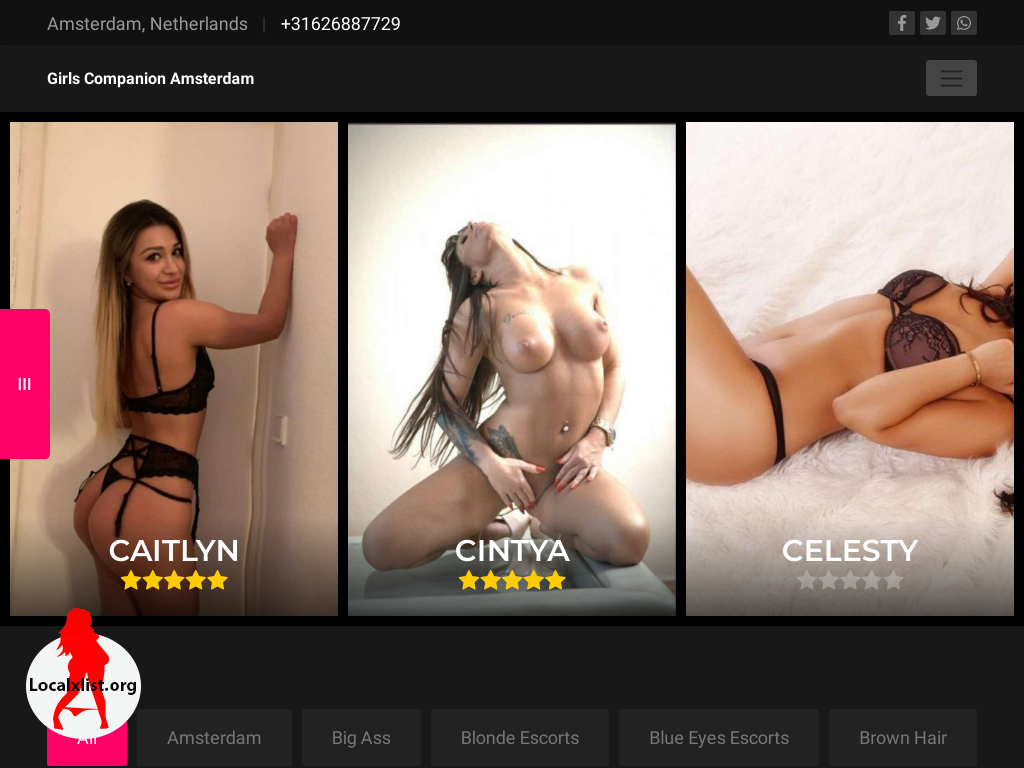 Amsterdam, Netherlands | +31626887729
Girls Companion Amsterdam
III
CAITLYN
CINTYA
CELESTY
Localxlist.org
All
Amsterdam
Big Ass
Blonde Escorts
Blue Eyes Escorts
Brown Hair